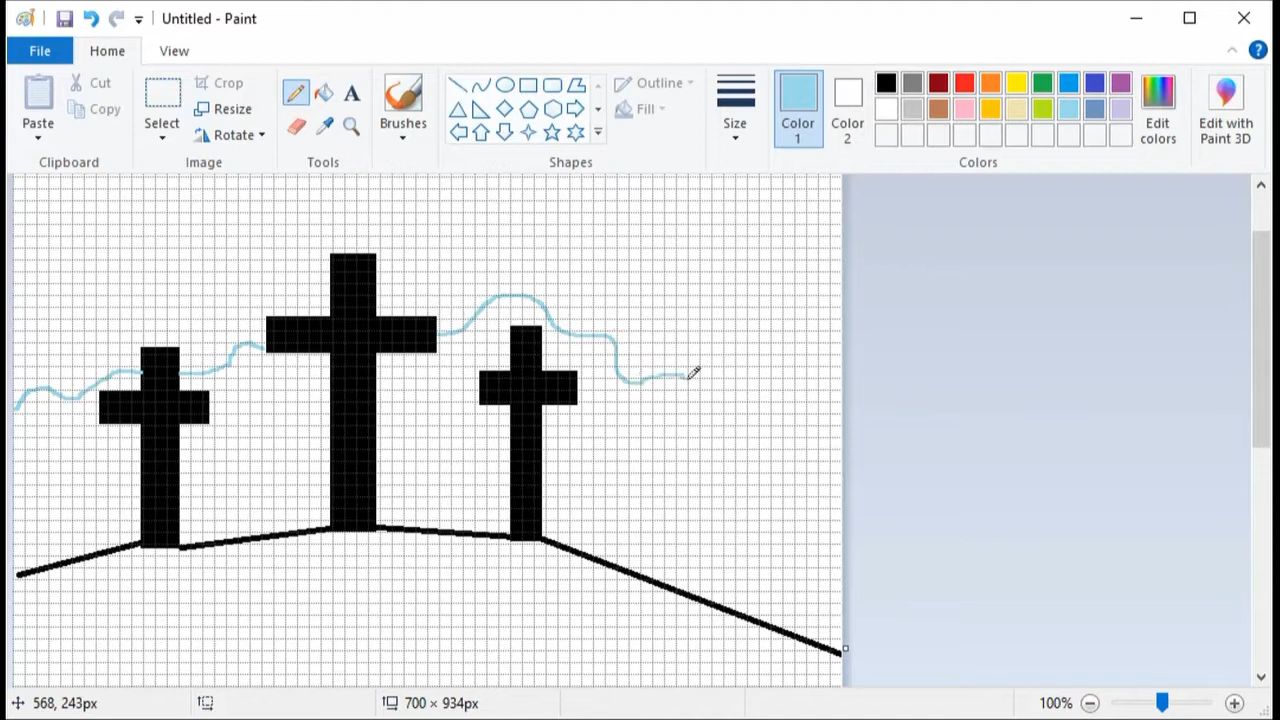 Untitled - Paint
File Home View
Paste Cut Copy
Clipboard
Select Crop Resize Rotate
Image
A
Tools
Brushes
Outline Fill
Shapes
Size
Color 1 Color 2
Edit colors
Colors
Edit with Paint 3D
568, 243px 700 × 934px 100%